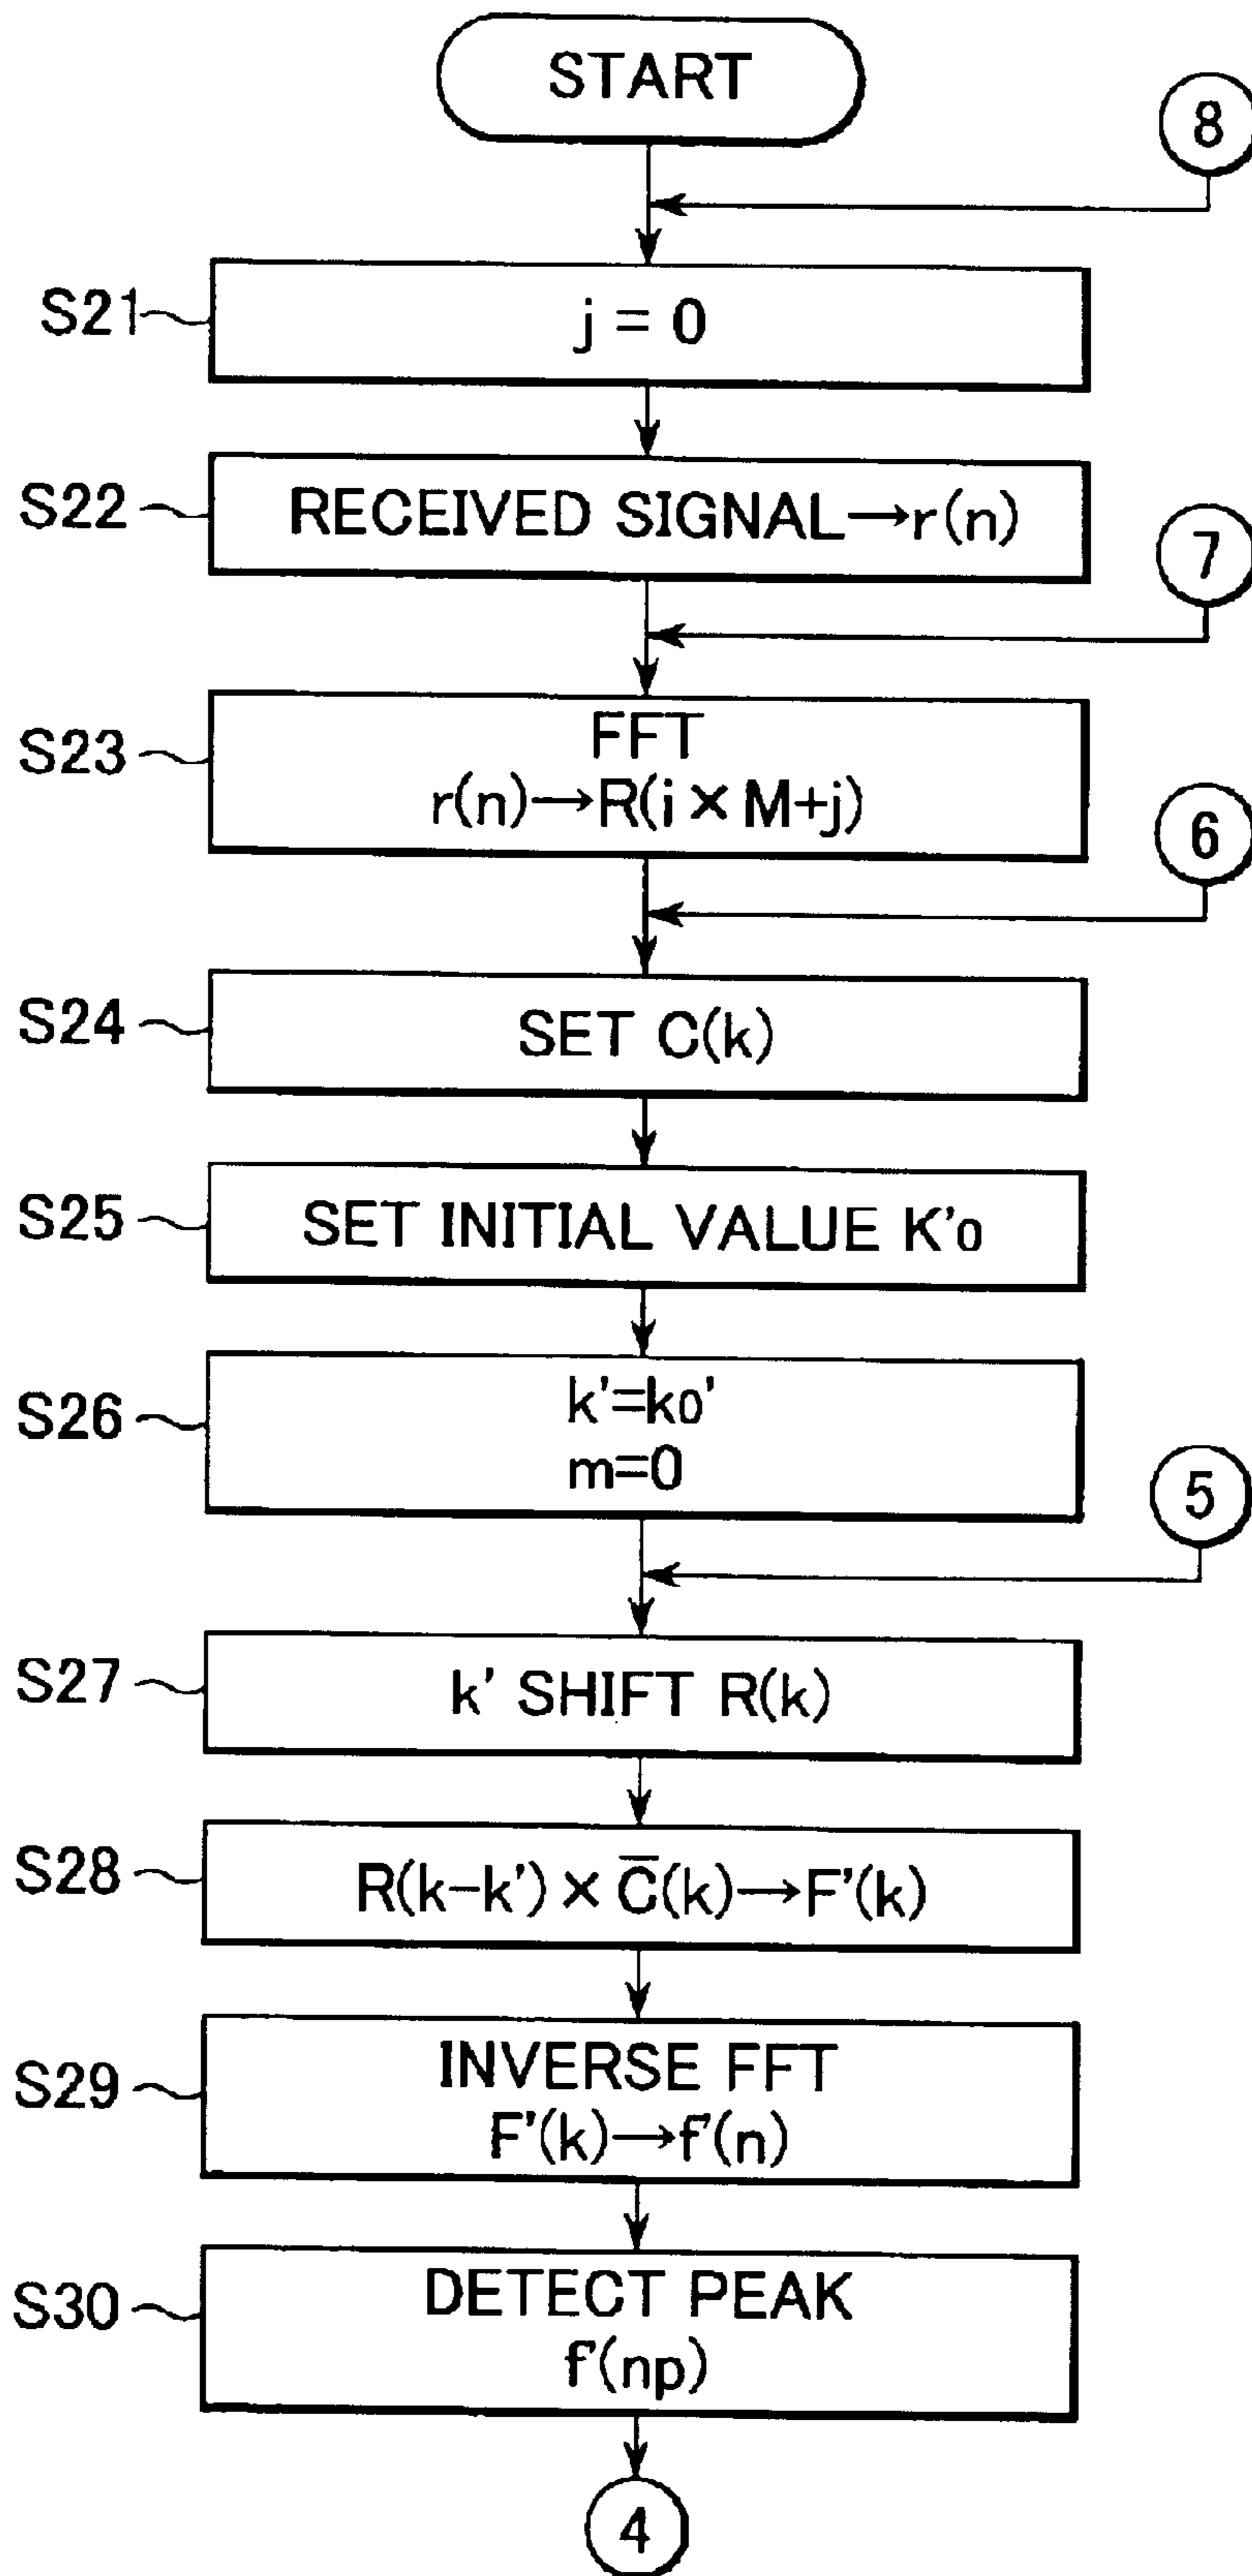 START
8
S21
j = 0
S22
RECEIVED SIGNAL→r(n)
7
S23
FFT
r(n)→R(i × M+j)
6
S24
SET C(k)
S25
SET INITIAL VALUE K'0
S26
k'=k0'
m=0
5
S27
k' SHIFT R(k)
S28
R(k-k') × C̅(k)→F'(k)
S29
INVERSE FFT
F'(k)→f'(n)
S30
DETECT PEAK
f'(np)
4